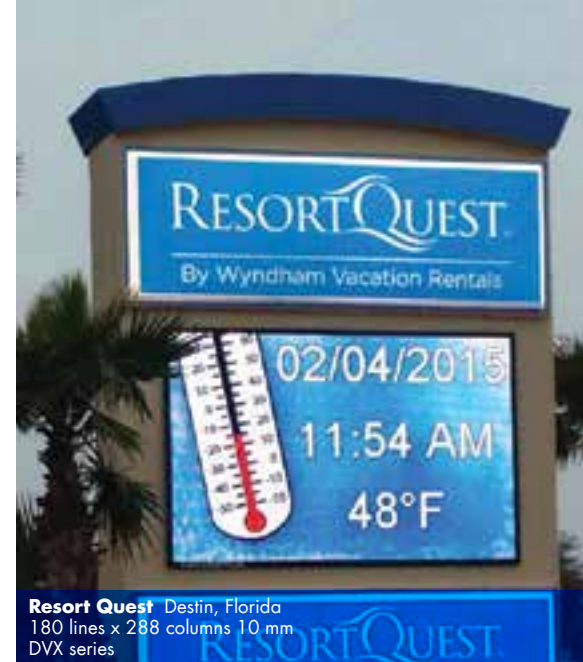 RESORTQUEST
By Wyndham Vacation Rentals
02/04/2015
11:54 AM
48°F
Resort Quest Destin, Florida
180 lines x 288 columns 10 mm
DVX series
RESORTQUEST